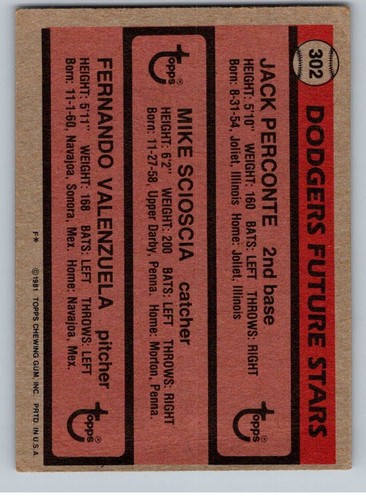 302
DODGERS FUTURE STARS
JACK PERCONTE 2nd base
HEIGHT: 5'10" WEIGHT: 160 BATS: LEFT THROWS: RIGHT
Born: 8-31-54, Joliet, Illinois Home: Joliet, Illinois
Topps®
MIKE SCIOSCIA catcher
HEIGHT: 6'2" WEIGHT: 200 BATS: LEFT THROWS: RIGHT
Born: 11-27-58, Upper Darby, Penna. Home: Morton, Penna.
Topps®
FERNANDO VALENZUELA pitcher
HEIGHT: 5'11" WEIGHT: 168 BATS: LEFT THROWS: LEFT
Born: 11-1-60, Navajoa, Sonora, Mex. Home: Navajoa, Mex.
F* ©1981 TOPPS CHEWING GUM, INC. PRTD. IN U.S.A.